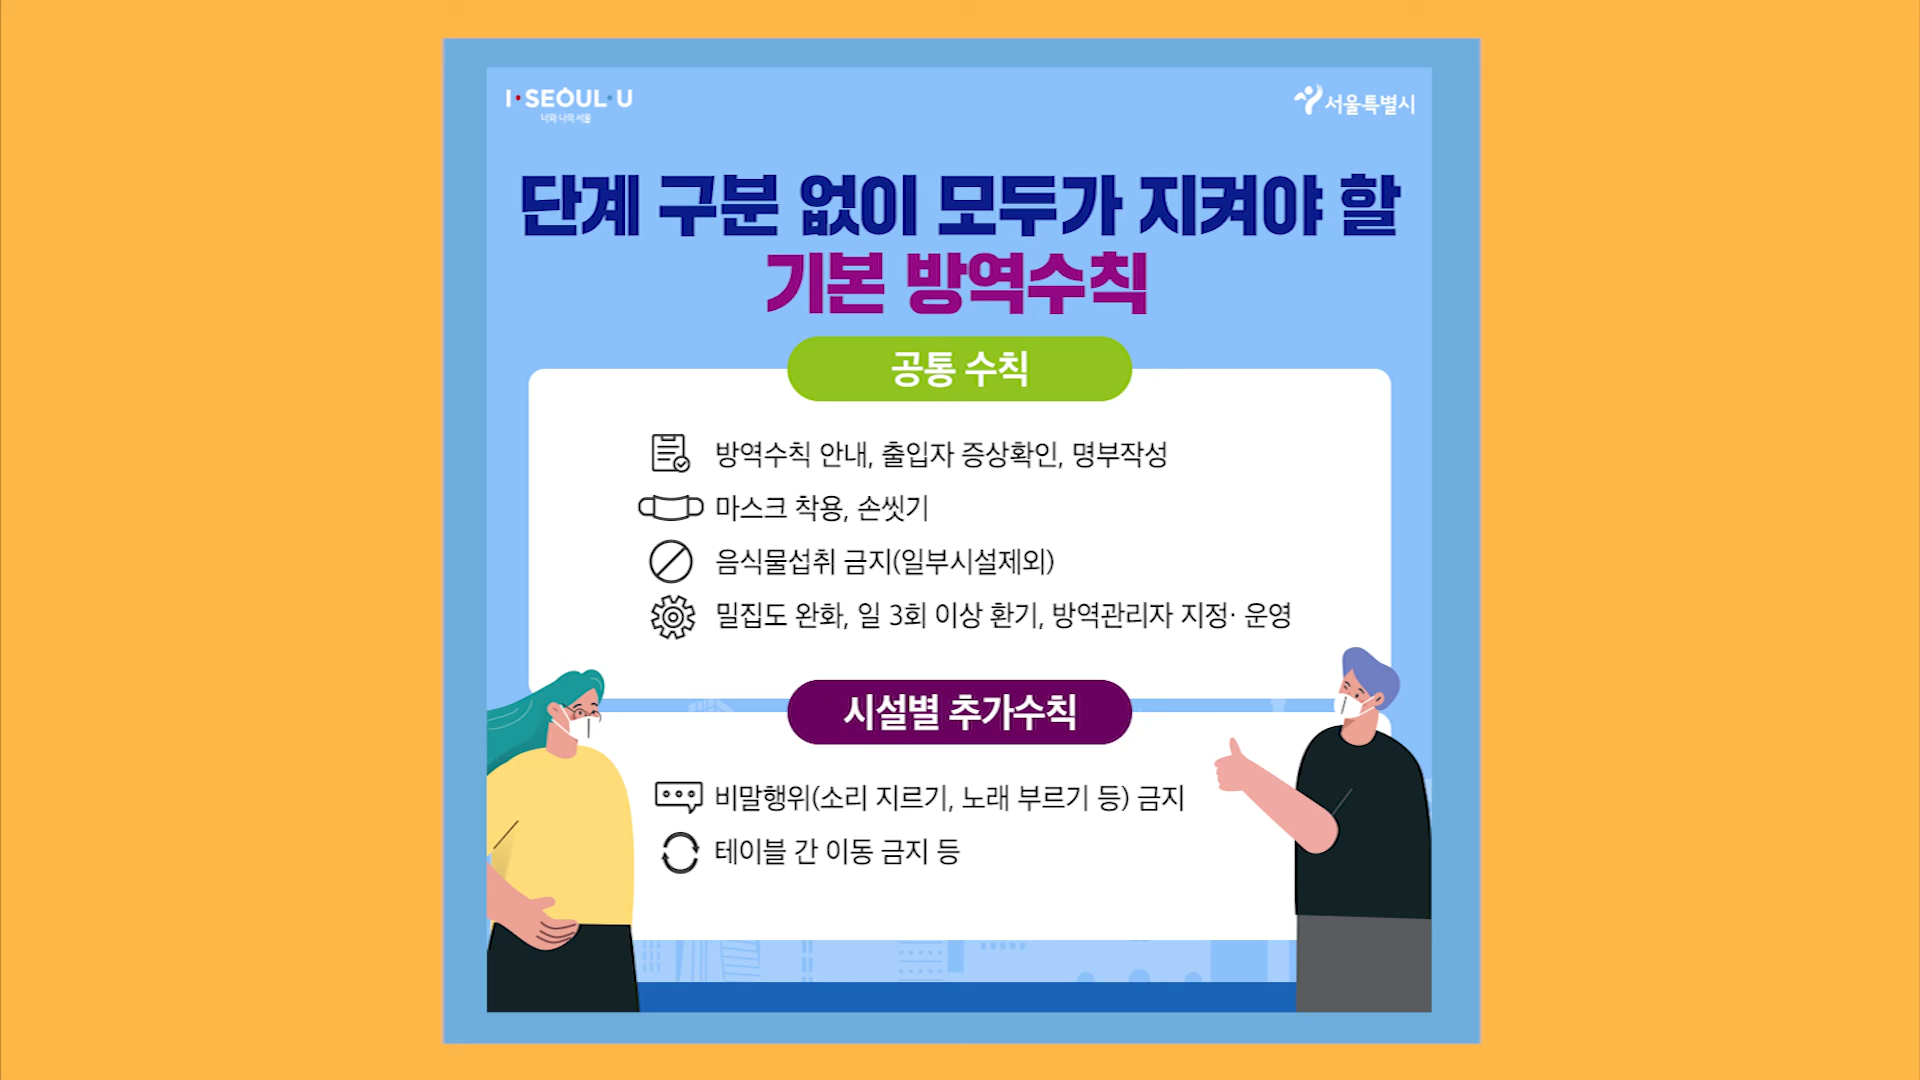 I·SEOUL·U
너와 나의 서울
서울특별시
단계 구분 없이 모두가 지켜야 할
기본 방역수칙
공통 수칙
방역수칙 안내, 출입자 증상확인, 명부작성
마스크 착용, 손씻기
음식물섭취 금지(일부시설제외)
밀집도 완화, 일 3회 이상 환기, 방역관리자 지정· 운영
시설별 추가수칙
비말행위(소리 지르기, 노래 부르기 등) 금지
테이블 간 이동 금지 등